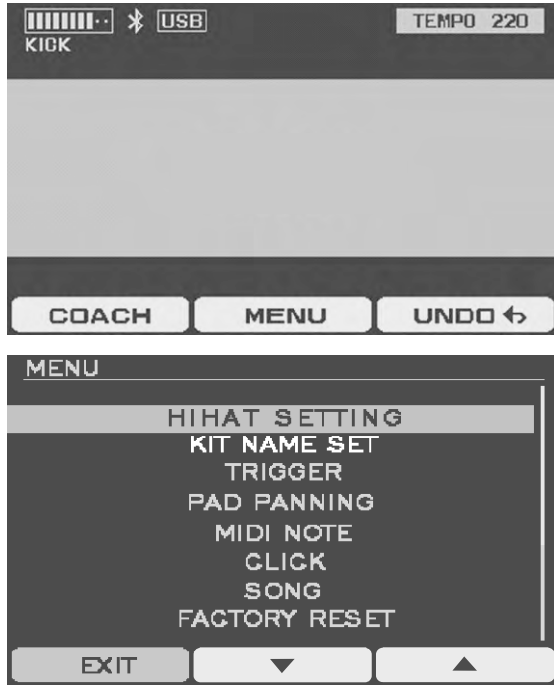 USB TEMPO 220
KICK
COACH MENU UNDO
MENU
HIHAT SETTING
KIT NAME SET
TRIGGER
PAD PANNING
MIDI NOTE
CLICK
SONG
FACTORY RESET
EXIT